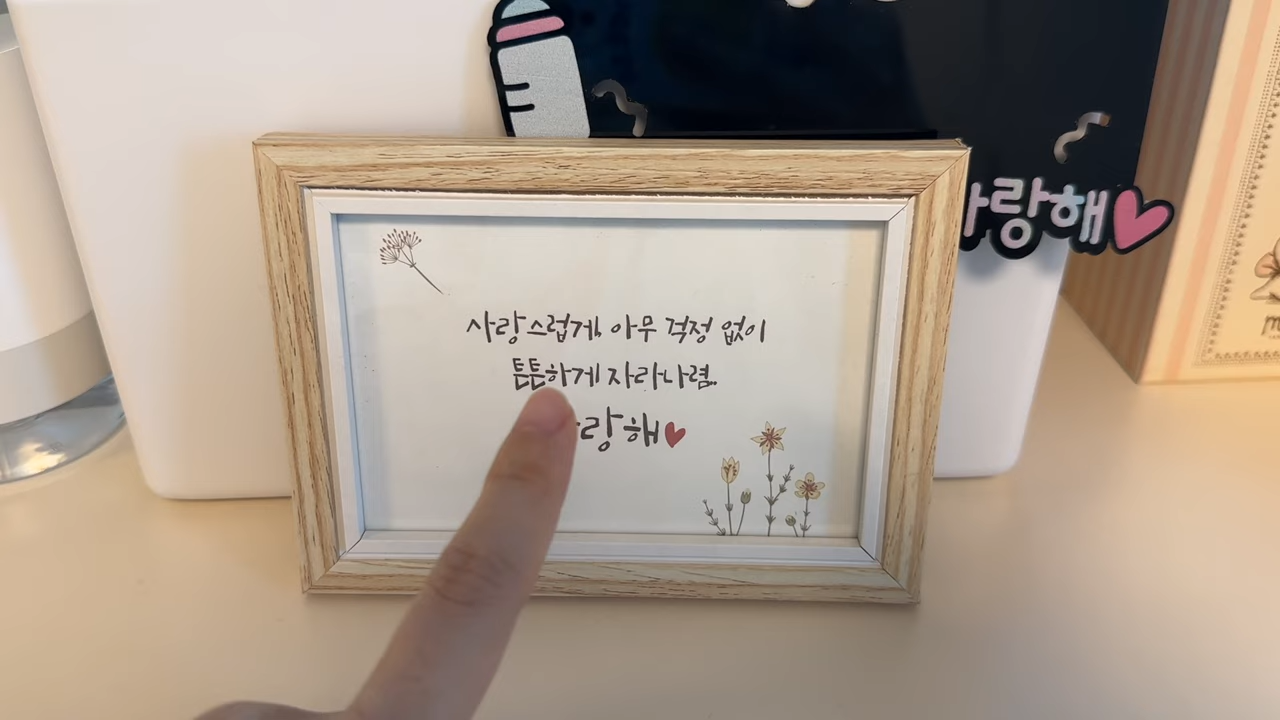 사랑스럽게, 아무 걱정 없이
튼튼하게 자라나렴..
랑해
랑해